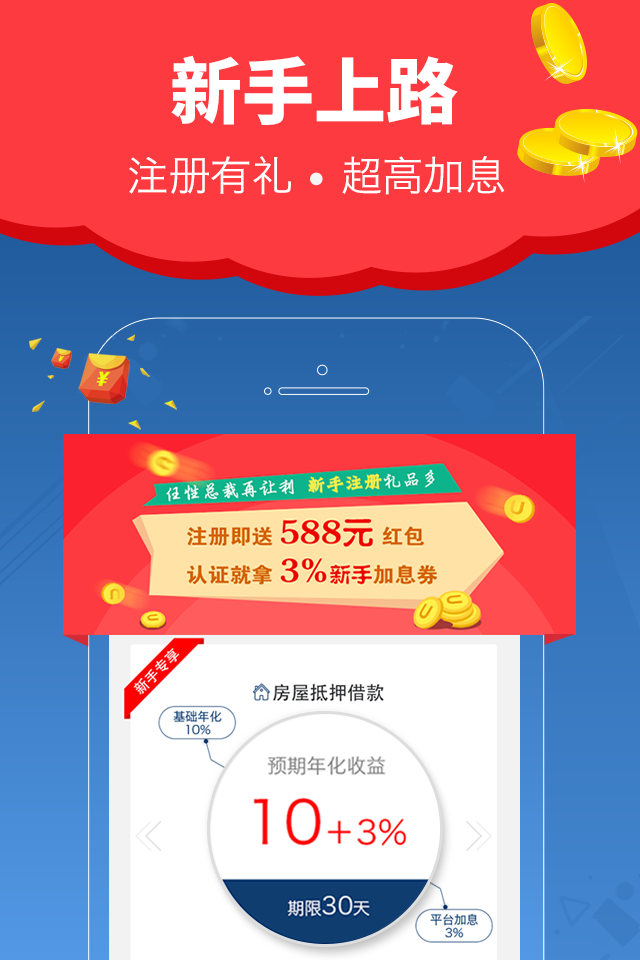 新手上路
注册有礼 • 超高加息
¥
任性总裁再让利 新手注册礼品多
注册即送 588元 红包
认证就拿 3%新手加息券
新手专享
房屋抵押借款
基础年化
10%
预期年化收益
10+3%
期限30天
平台加息
3%